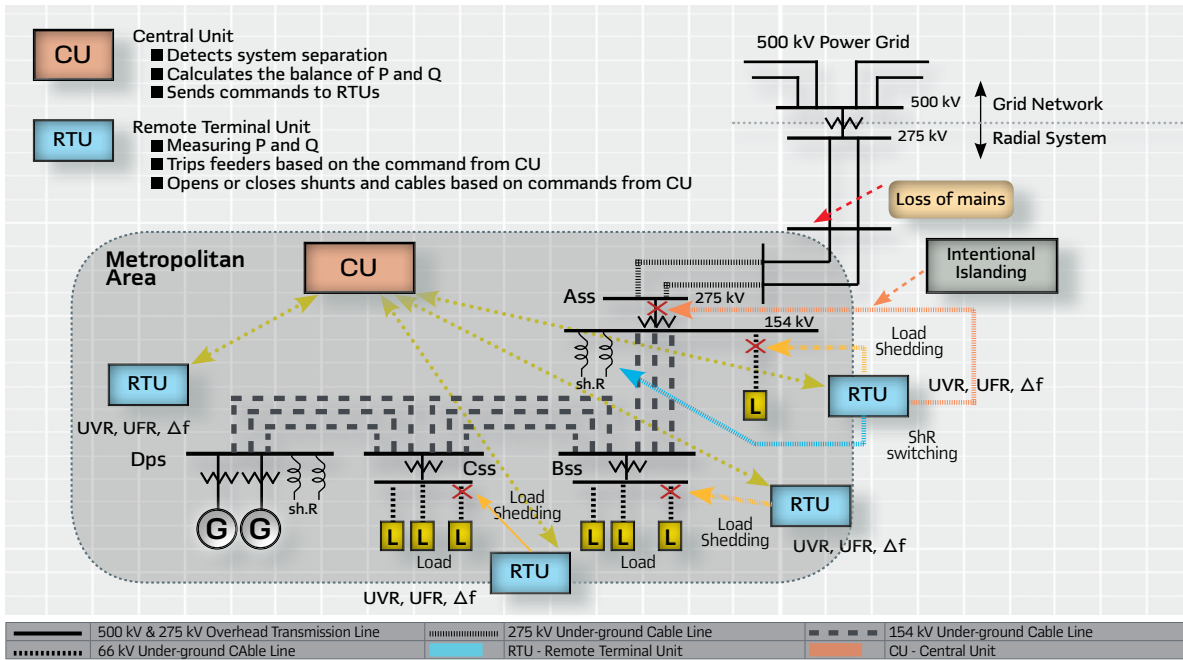 CU
Central Unit
■ Detects system separation
■ Calculates the balance of P and Q
■ Sends commands to RTUs
RTU
Remote Terminal Unit
■ Measuring P and Q
■ Trips feeders based on the command from CU
■ Opens or closes shunts and cables based on commands from CU
500 kV Power Grid
500 kV
Grid Network
275 kV
Radial System
Loss of mains
Intentional
Islanding
Metropolitan
Area
CU
Ass
275 kV
154 kV
sh.R
L
Load
Shedding
RTU
UVR, UFR, Δf
ShR
switching
RTU
UVR, UFR, Δf
Dps
sh.R
G
G
Css
L
L
L
Load
Load
Shedding
RTU
UVR, UFR, Δf
Bss
L
L
L
Load
Load
Shedding
RTU
UVR, UFR, Δf
500 kV & 275 kV Overhead Transmission Line
275 kV Under-ground Cable Line
154 kV Under-ground Cable Line
66 kV Under-ground CAble Line
RTU - Remote Terminal Unit
CU - Central Unit